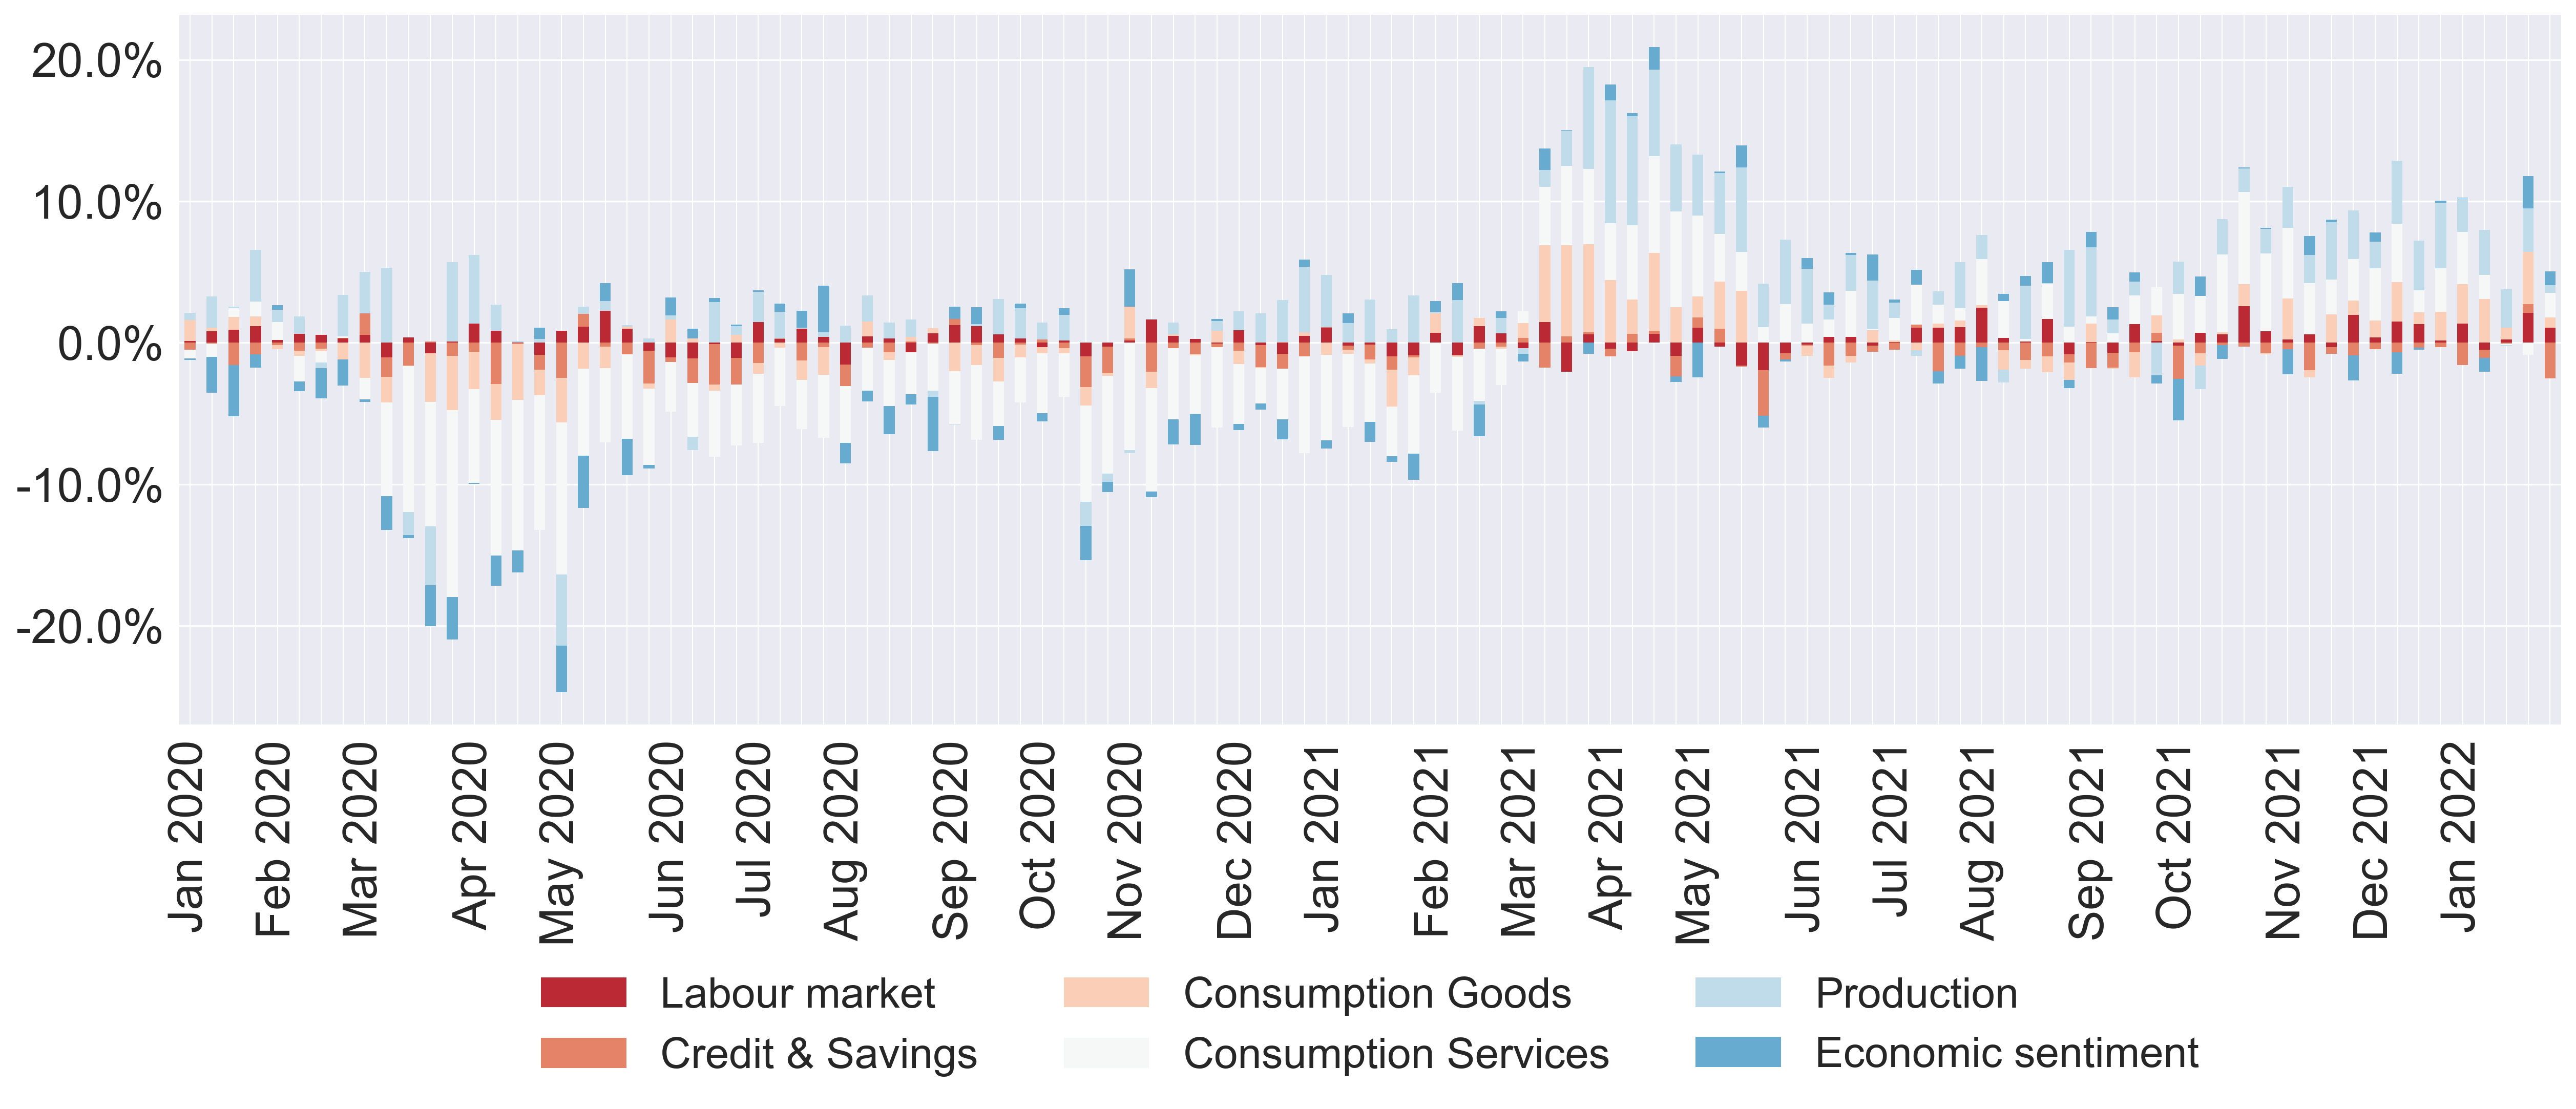 20.0%
10.0%
0.0%
-10.0%
-20.0%
Jan 2020
Feb 2020
Mar 2020
Apr 2020
May 2020
Jun 2020
Jul 2020
Aug 2020
Sep 2020
Oct 2020
Nov 2020
Dec 2020
Jan 2021
Feb 2021
Mar 2021
Apr 2021
May 2021
Jun 2021
Jul 2021
Aug 2021
Sep 2021
Oct 2021
Nov 2021
Dec 2021
Jan 2022
Labour market
Consumption Goods
Production
Credit & Savings
Consumption Services
Economic sentiment